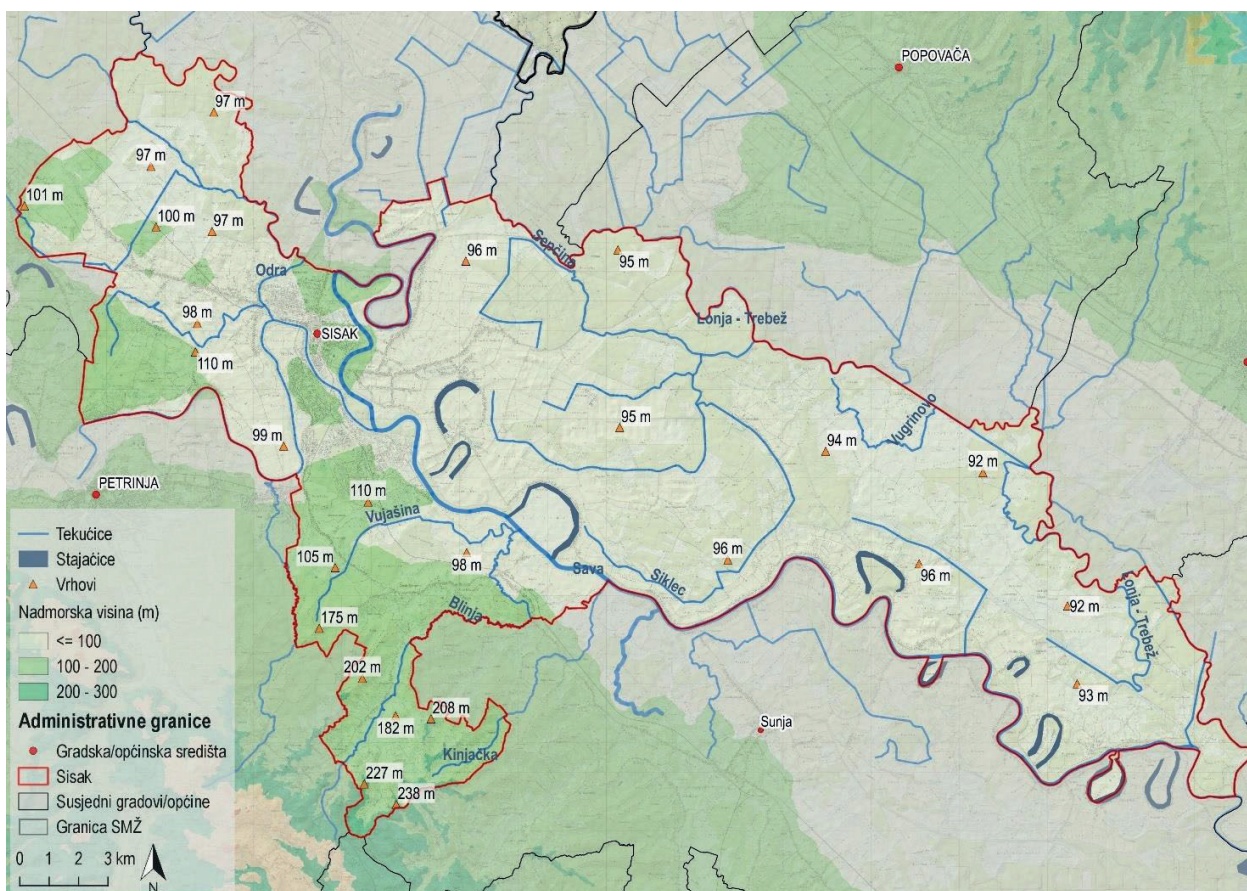 POPOVAČA
97 m
97 m
101 m
100 m
97 m
Odra
96 m
Sepčina
95 m
98 m
SISAK
Lonja - Trebež
110 m
99 m
95 m
94 m
Vugrinovo
92 m
PETRINJA
110 m
Vujašina
105 m
98 m
Sava
Siklec
96 m
96 m
92 m
Lonja - Trebež
175 m
Blinja
202 m
93 m
182 m
208 m
Kinjačka
Sunja
227 m
238 m
Tekućice
Stajaćice
Vrhovi
Nadmorska visina (m)
<= 100
100 - 200
200 - 300
Administrativne granice
Gradska/općinska središta
Sisak
Susjedni gradovi/općine
Granica SMŽ
0 1 2 3 km
N